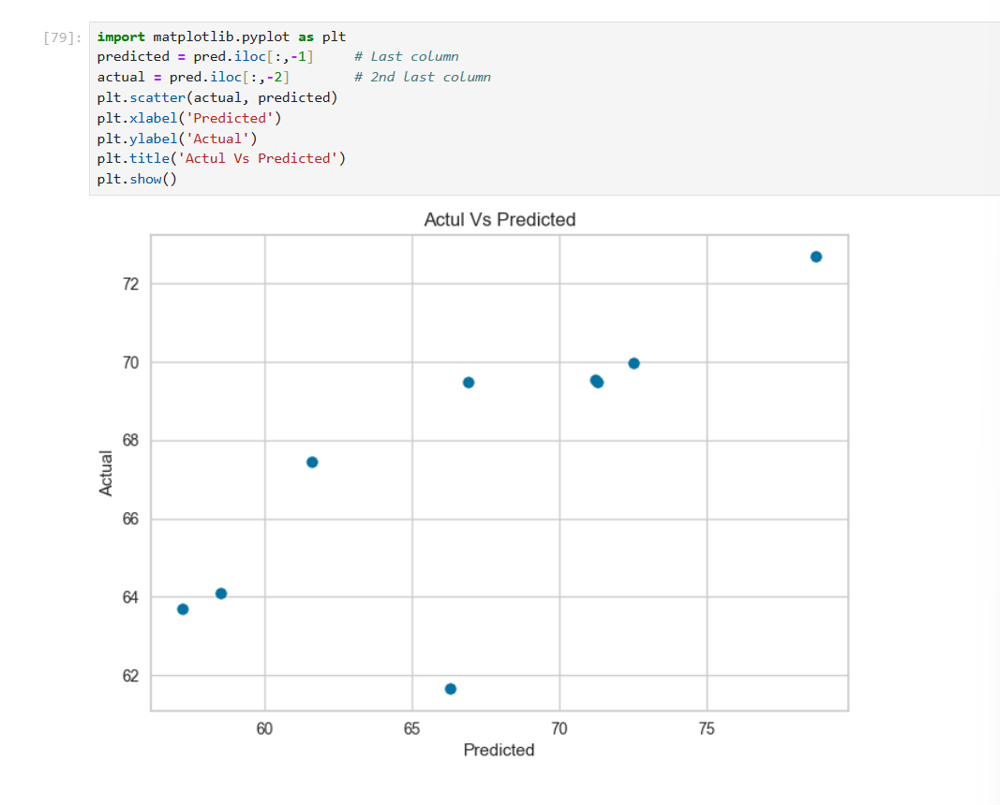 [79]: import matplotlib.pyplot as plt
predicted = pred.iloc[:,-1]     # Last column
actual = pred.iloc[:,-2]        # 2nd last column
plt.scatter(actual, predicted)
plt.xlabel('Predicted')
plt.ylabel('Actual')
plt.title('Actul Vs Predicted')
plt.show()
Actul Vs Predicted
72
70
68
66
64
62
Actual
60 65 70 75
Predicted